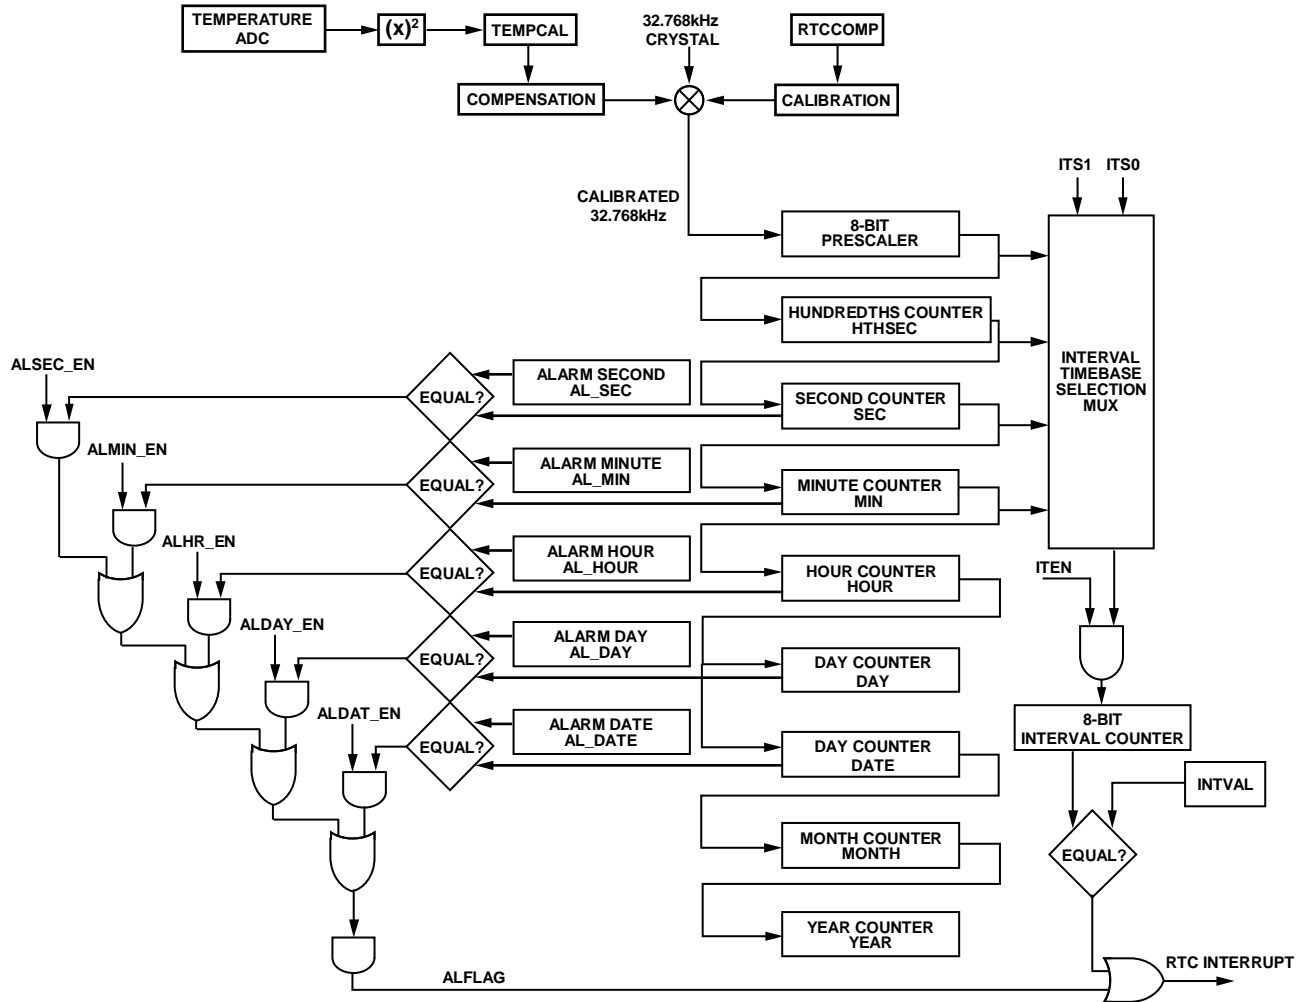 TEMPERATURE
ADC
(x)2
TEMPCAL
32.768kHz
CRYSTAL
RTCCOMP
COMPENSATION
CALIBRATION
CALIBRATED
32.768kHz
ITS1
ITS0
8-BIT
PRESCALER
HUNDREDTHS COUNTER
HTHSEC
INTERVAL
TIMEBASE
SELECTION
MUX
ALSEC_EN
EQUAL?
ALARM SECOND
AL_SEC
SECOND COUNTER
SEC
ALMIN_EN
EQUAL?
ALARM MINUTE
AL_MIN
MINUTE COUNTER
MIN
ALHR_EN
EQUAL?
ALARM HOUR
AL_HOUR
HOUR COUNTER
HOUR
ITEN
ALDAY_EN
EQUAL?
ALARM DAY
AL_DAY
DAY COUNTER
DAY
ALDAT_EN
EQUAL?
ALARM DATE
AL_DATE
DAY COUNTER
DATE
8-BIT
INTERVAL COUNTER
INTVAL
MONTH COUNTER
MONTH
EQUAL?
YEAR COUNTER
YEAR
ALFLAG
RTC INTERRUPT